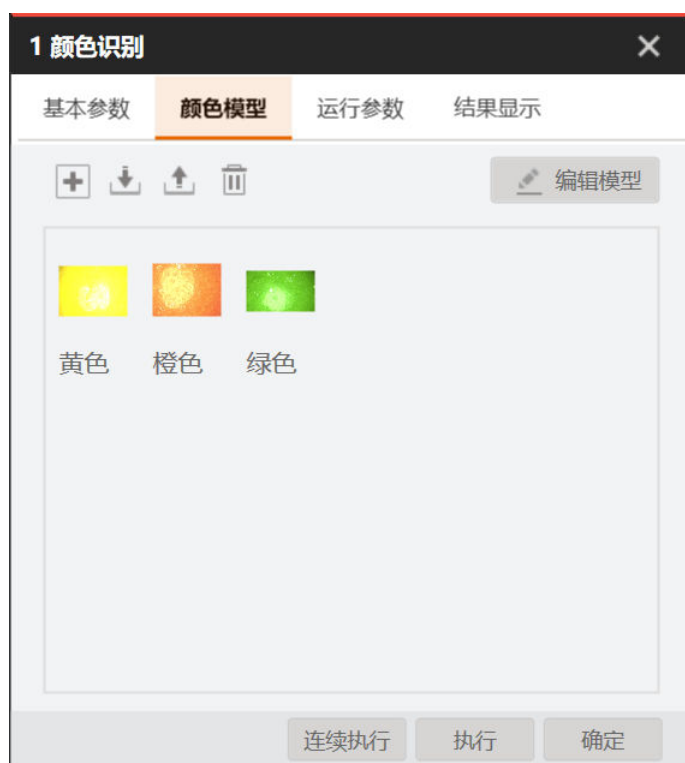 1 颜色识别
基本参数 颜色模型 运行参数 结果显示
编辑模型
黄色 橙色 绿色
连续执行 执行 确定